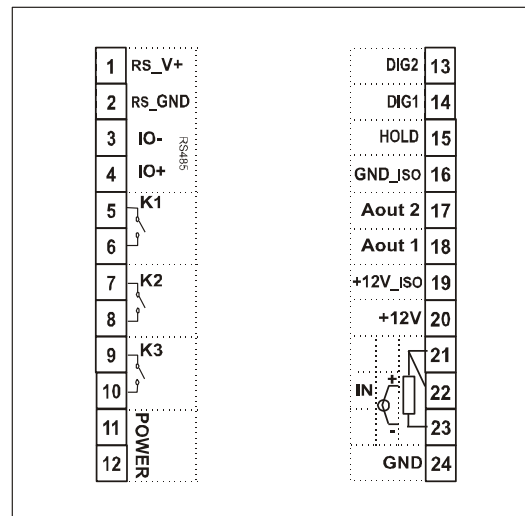 1 RS_V+
2 RS_GND
3 IO-
4 IO+
RS485
5 K1
6
7 K2
8
9 K3
10
11
12
POWER
DIG2 13
DIG1 14
HOLD 15
GND_ISO 16
Aout 2 17
Aout 1 18
+12V_ISO 19
+12V 20
21
IN + 22
- 23
GND 24